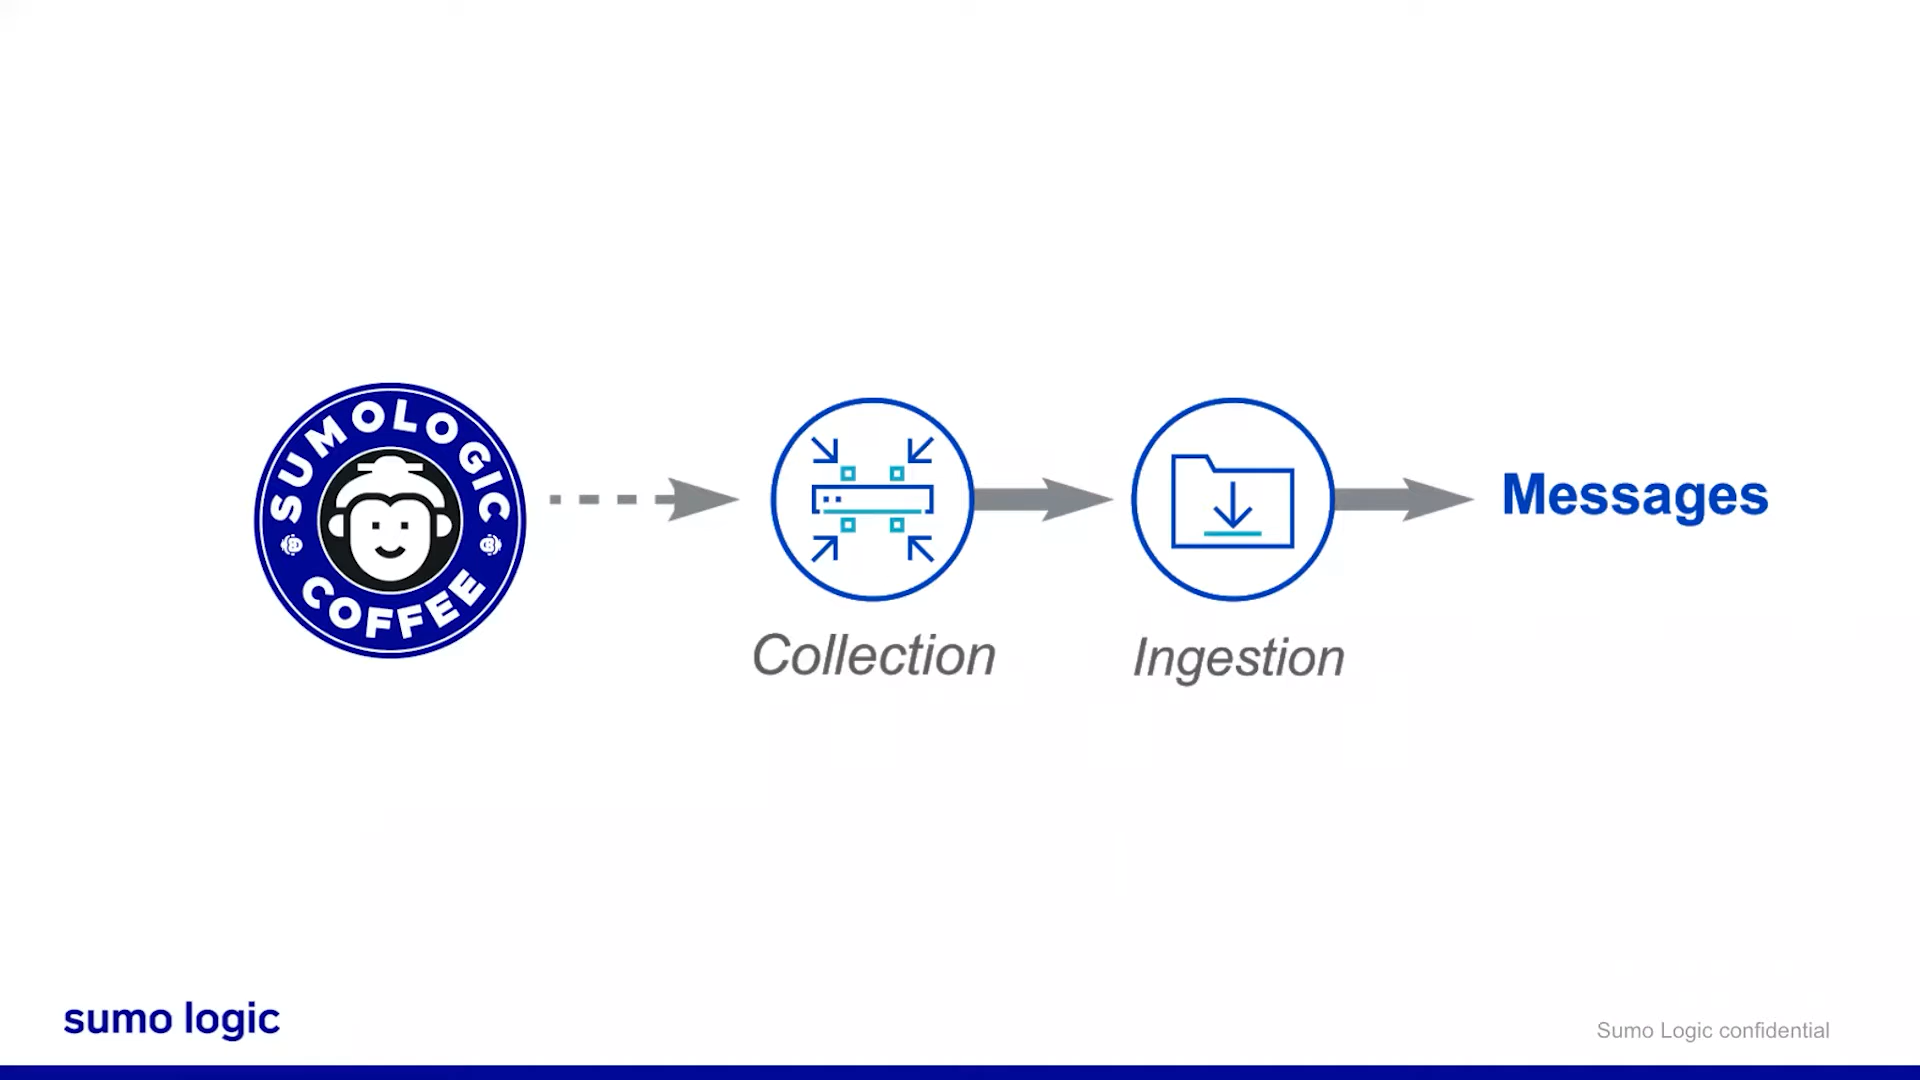 SUMOLOGIC
COFFEE
Messages
Collection
Ingestion
sumo logic
Sumo Logic confidential